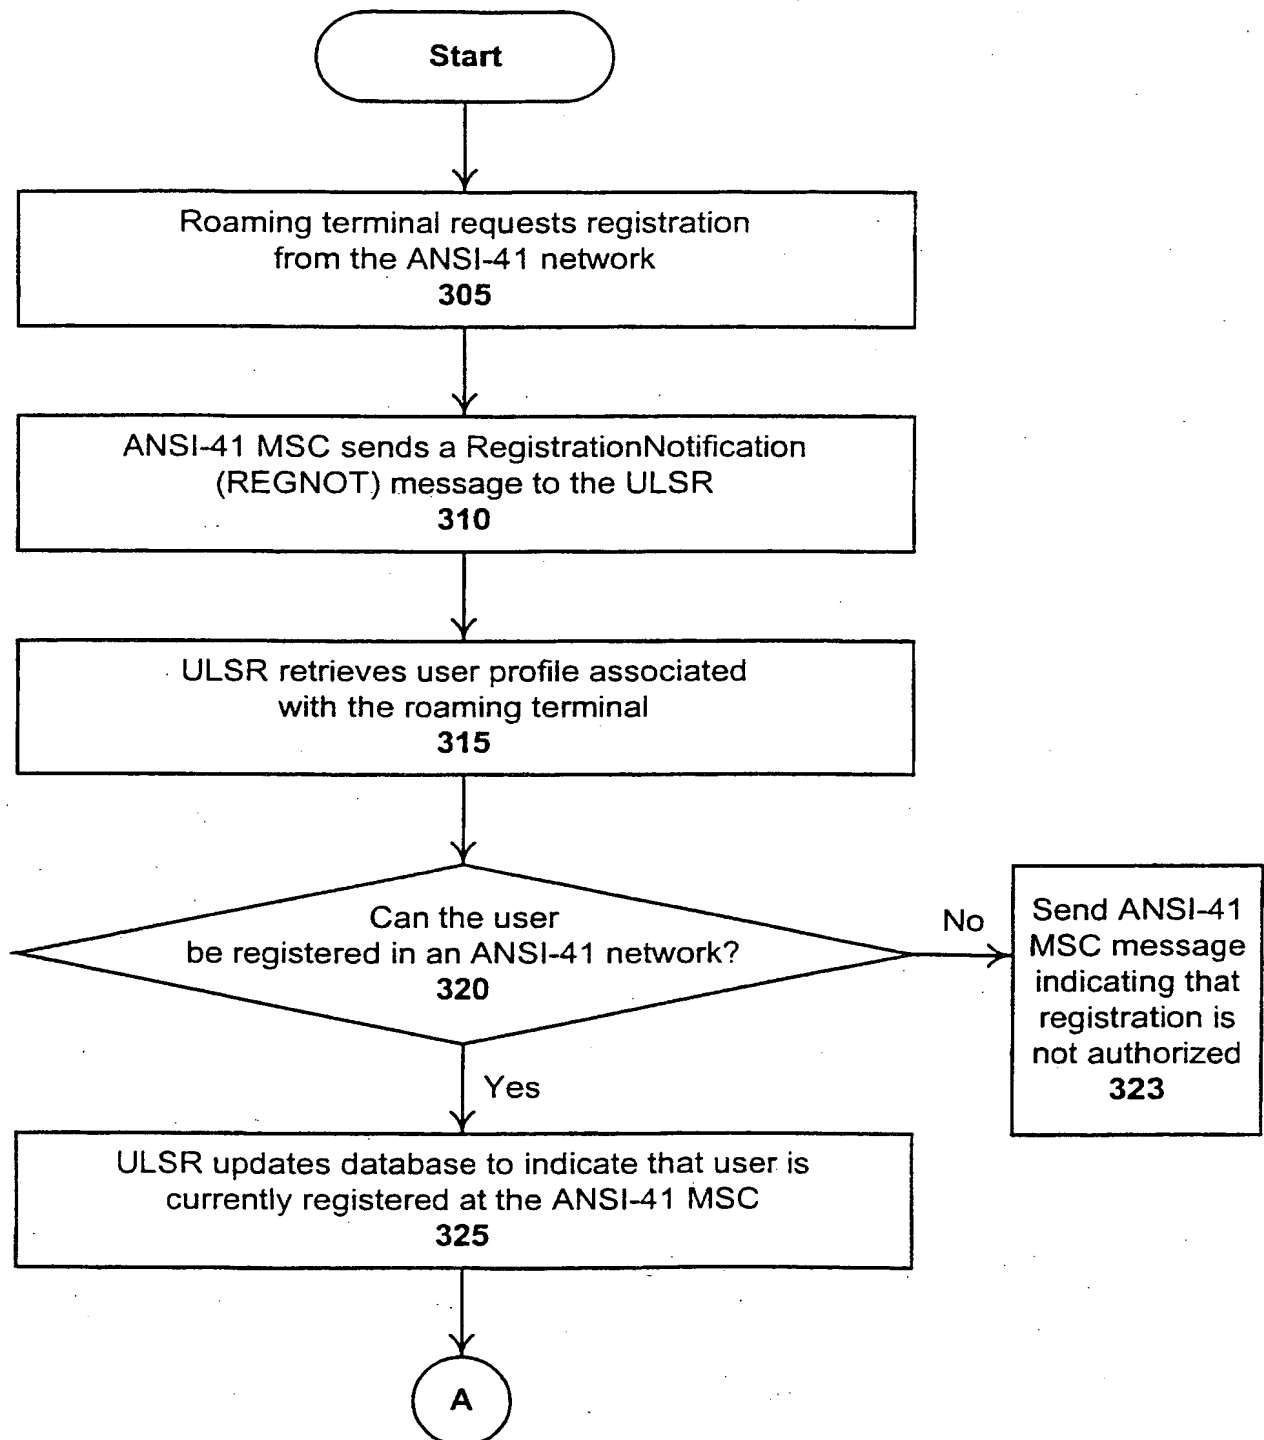 Start
Roaming terminal requests registration
from the ANSI-41 network
305
ANSI-41 MSC sends a RegistrationNotification
(REGNOT) message to the ULSR
310
ULSR retrieves user profile associated
with the roaming terminal
315
Can the user
be registered in an ANSI-41 network?
320
No
Send ANSI-41
MSC message
indicating that
registration is
not authorized
323
Yes
ULSR updates database to indicate that user is
currently registered at the ANSI-41 MSC
325
A